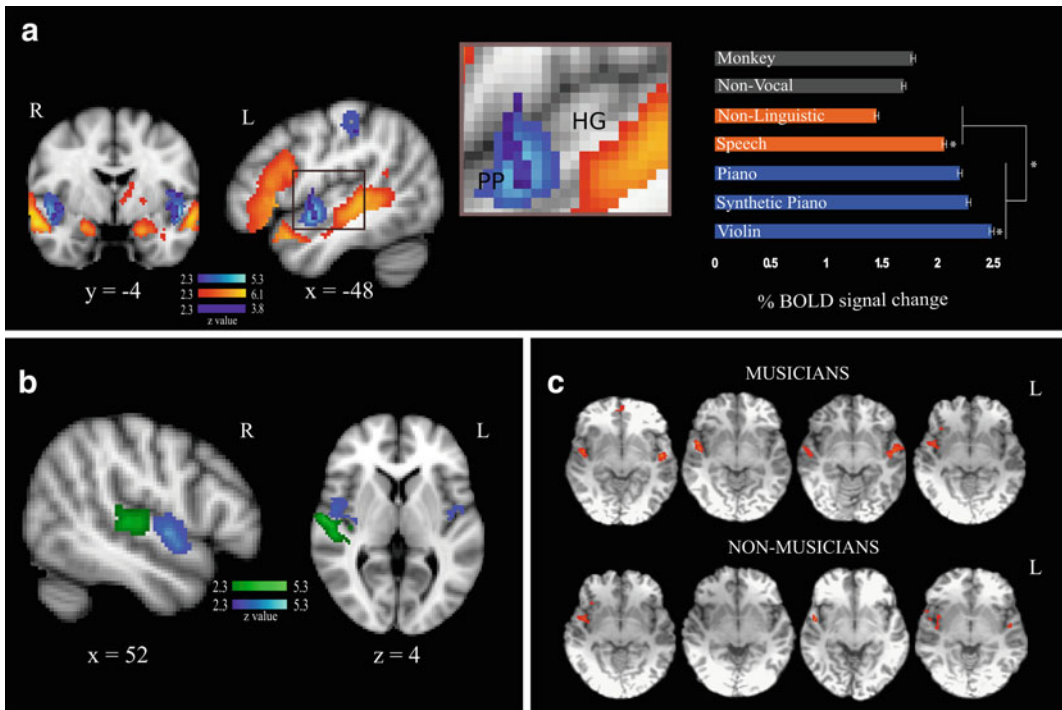 a
R
L
y = -4
x = -48
2.3 5.3
2.3 6.1
2.3 3.8
z value
HG
PP
Monkey
Non-Vocal
Non-Linguistic
Speech
Piano
Synthetic Piano
Violin
*
*
*
0 0.5 1 1.5 2 2.5
% BOLD signal change
b
R
L
2.3 5.3
2.3 5.3
z value
x = 52
z = 4
c
MUSICIANS
L
NON-MUSICIANS
L